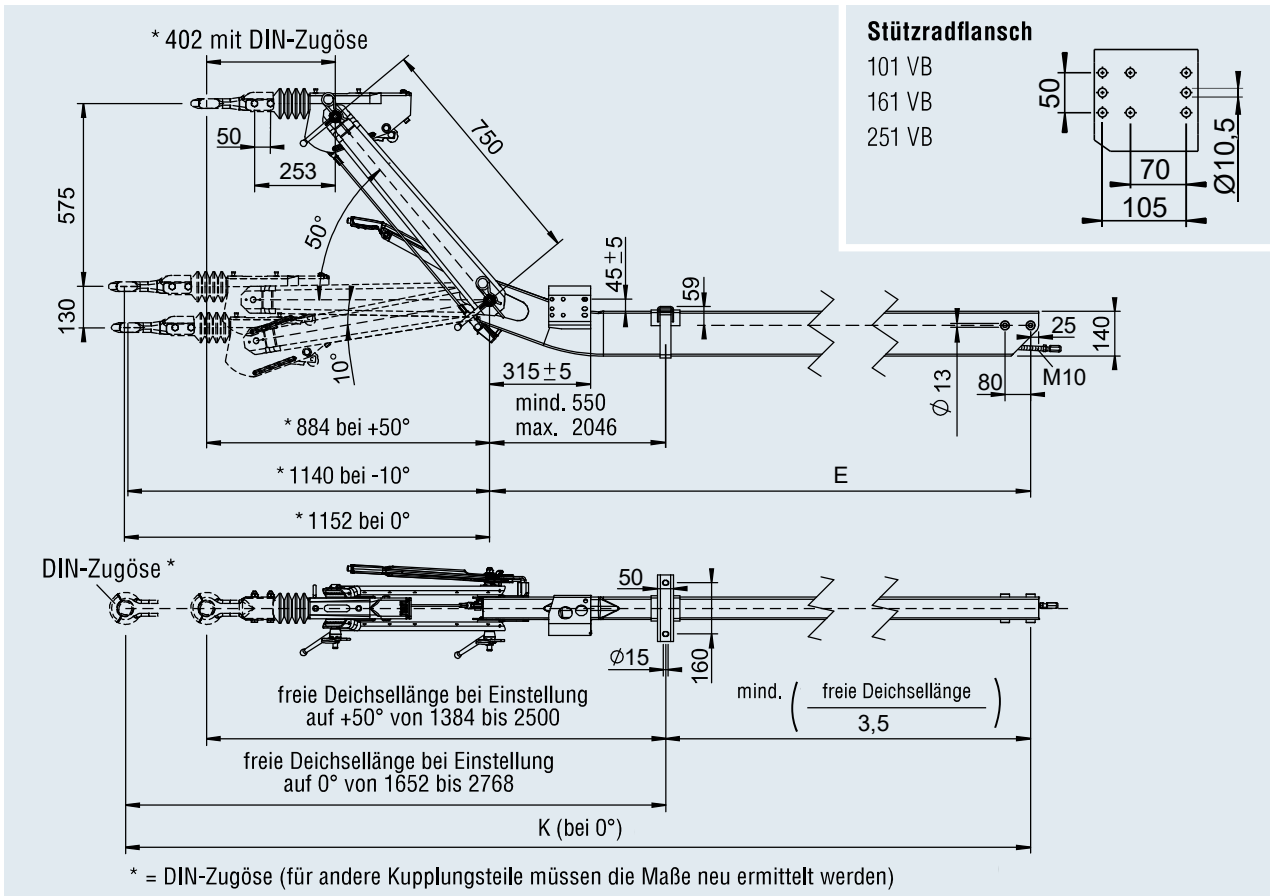 * 402 mit DIN-Zugöse
Stützradflansch
101 VB
161 VB
251 VB
50
70
105
Ø10,5
750
50
253
575
50°
130
10°
45±5
59
25
140
M10
80
Ø 13
315±5
mind. 550
max. 2046
* 884 bei +50°
* 1140 bei -10°
E
* 1152 bei 0°
DIN-Zugöse *
50
Ø15
160
freie Deichsellänge bei Einstellung
auf +50° von 1384 bis 2500
mind. ( freie Deichsellänge )
3,5
freie Deichsellänge bei Einstellung
auf 0° von 1652 bis 2768
K (bei 0°)
* = DIN-Zugöse (für andere Kupplungsteile müssen die Maße neu ermittelt werden)